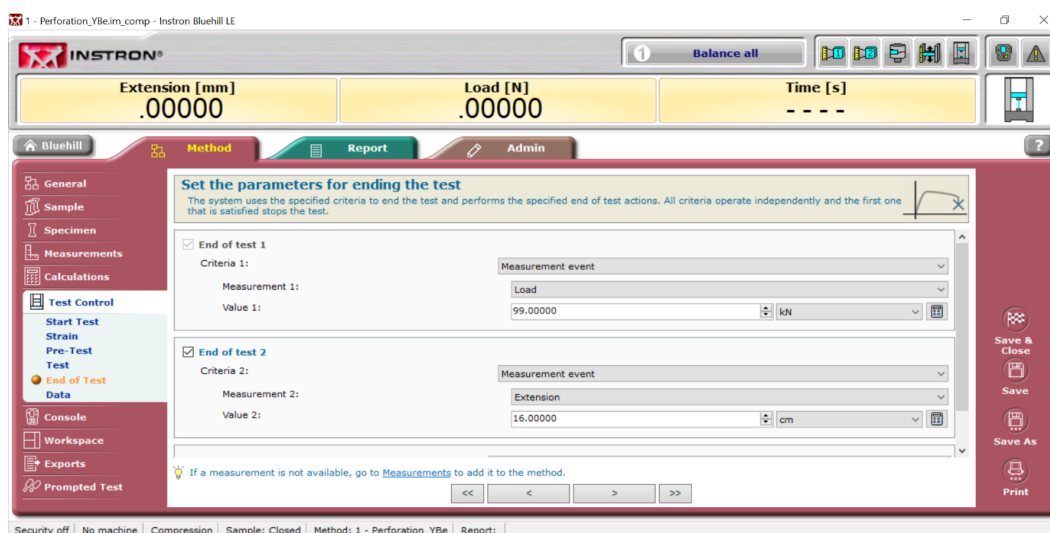 1 - Perforation_YBe.im_comp - Instron Bluehill LE
INSTRON®
1 Balance all
Extension [mm]
.00000
Load [N]
.00000
Time [s]
- - - -
Bluehill
Method
Report
Admin
?
General
Sample
Specimen
Measurements
Calculations
Test Control
Start Test
Strain
Pre-Test
Test
End of Test
Data
Console
Workspace
Exports
Prompted Test
Set the parameters for ending the test
The system uses the specified criteria to end the test and performs the specified end of test actions. All criteria operate independently and the first one
that is satisfied stops the test.
End of test 1
Criteria 1: Measurement event
Measurement 1: Load
Value 1: 99.00000 kN
End of test 2
Criteria 2: Measurement event
Measurement 2: Extension
Value 2: 16.00000 cm
If a measurement is not available, go to Measurements to add it to the method.
<< < > >>
Save &
Close
Save
Save As
Print
Security off No machine Compression Sample: Closed Method: 1 - Perforation_YBe Report: